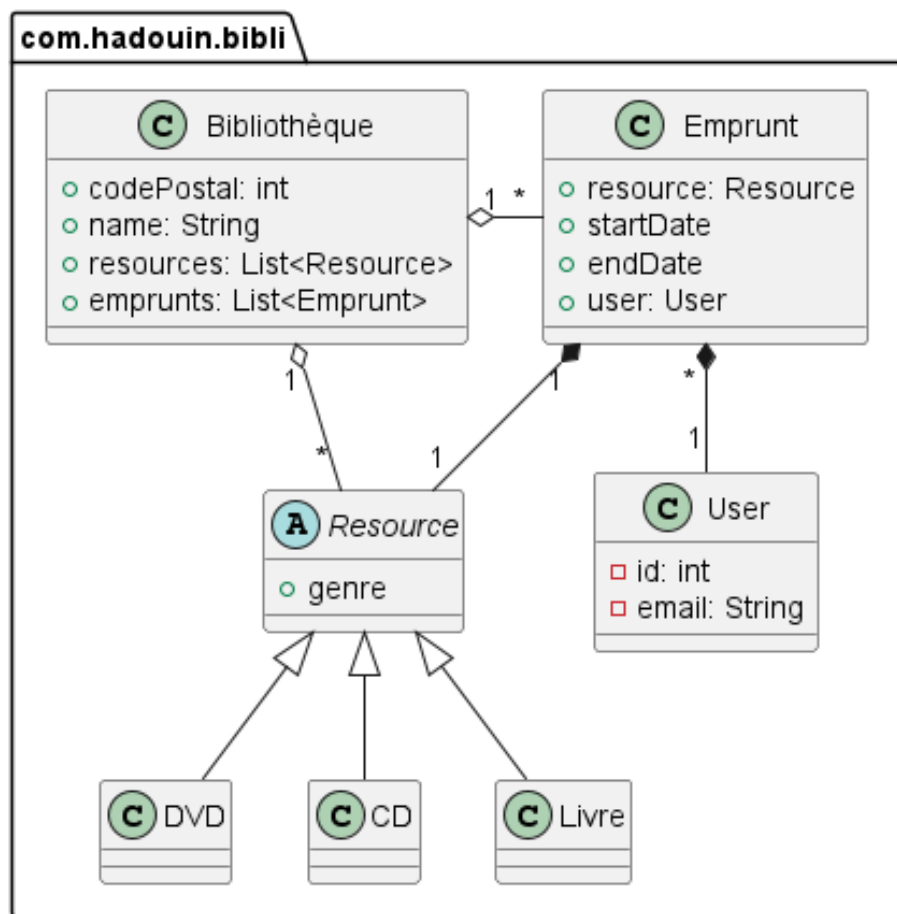 com.hadouin.bibli
C Bibliothèque
codePostal: int
name: String
resources: List<Resource>
emprunts: List<Emprunt>
C Emprunt
resource: Resource
startDate
endDate
user: User
1 *
1
*
1
1
*
1
A Resource
genre
C User
id: int
email: String
C DVD
C CD
C Livre